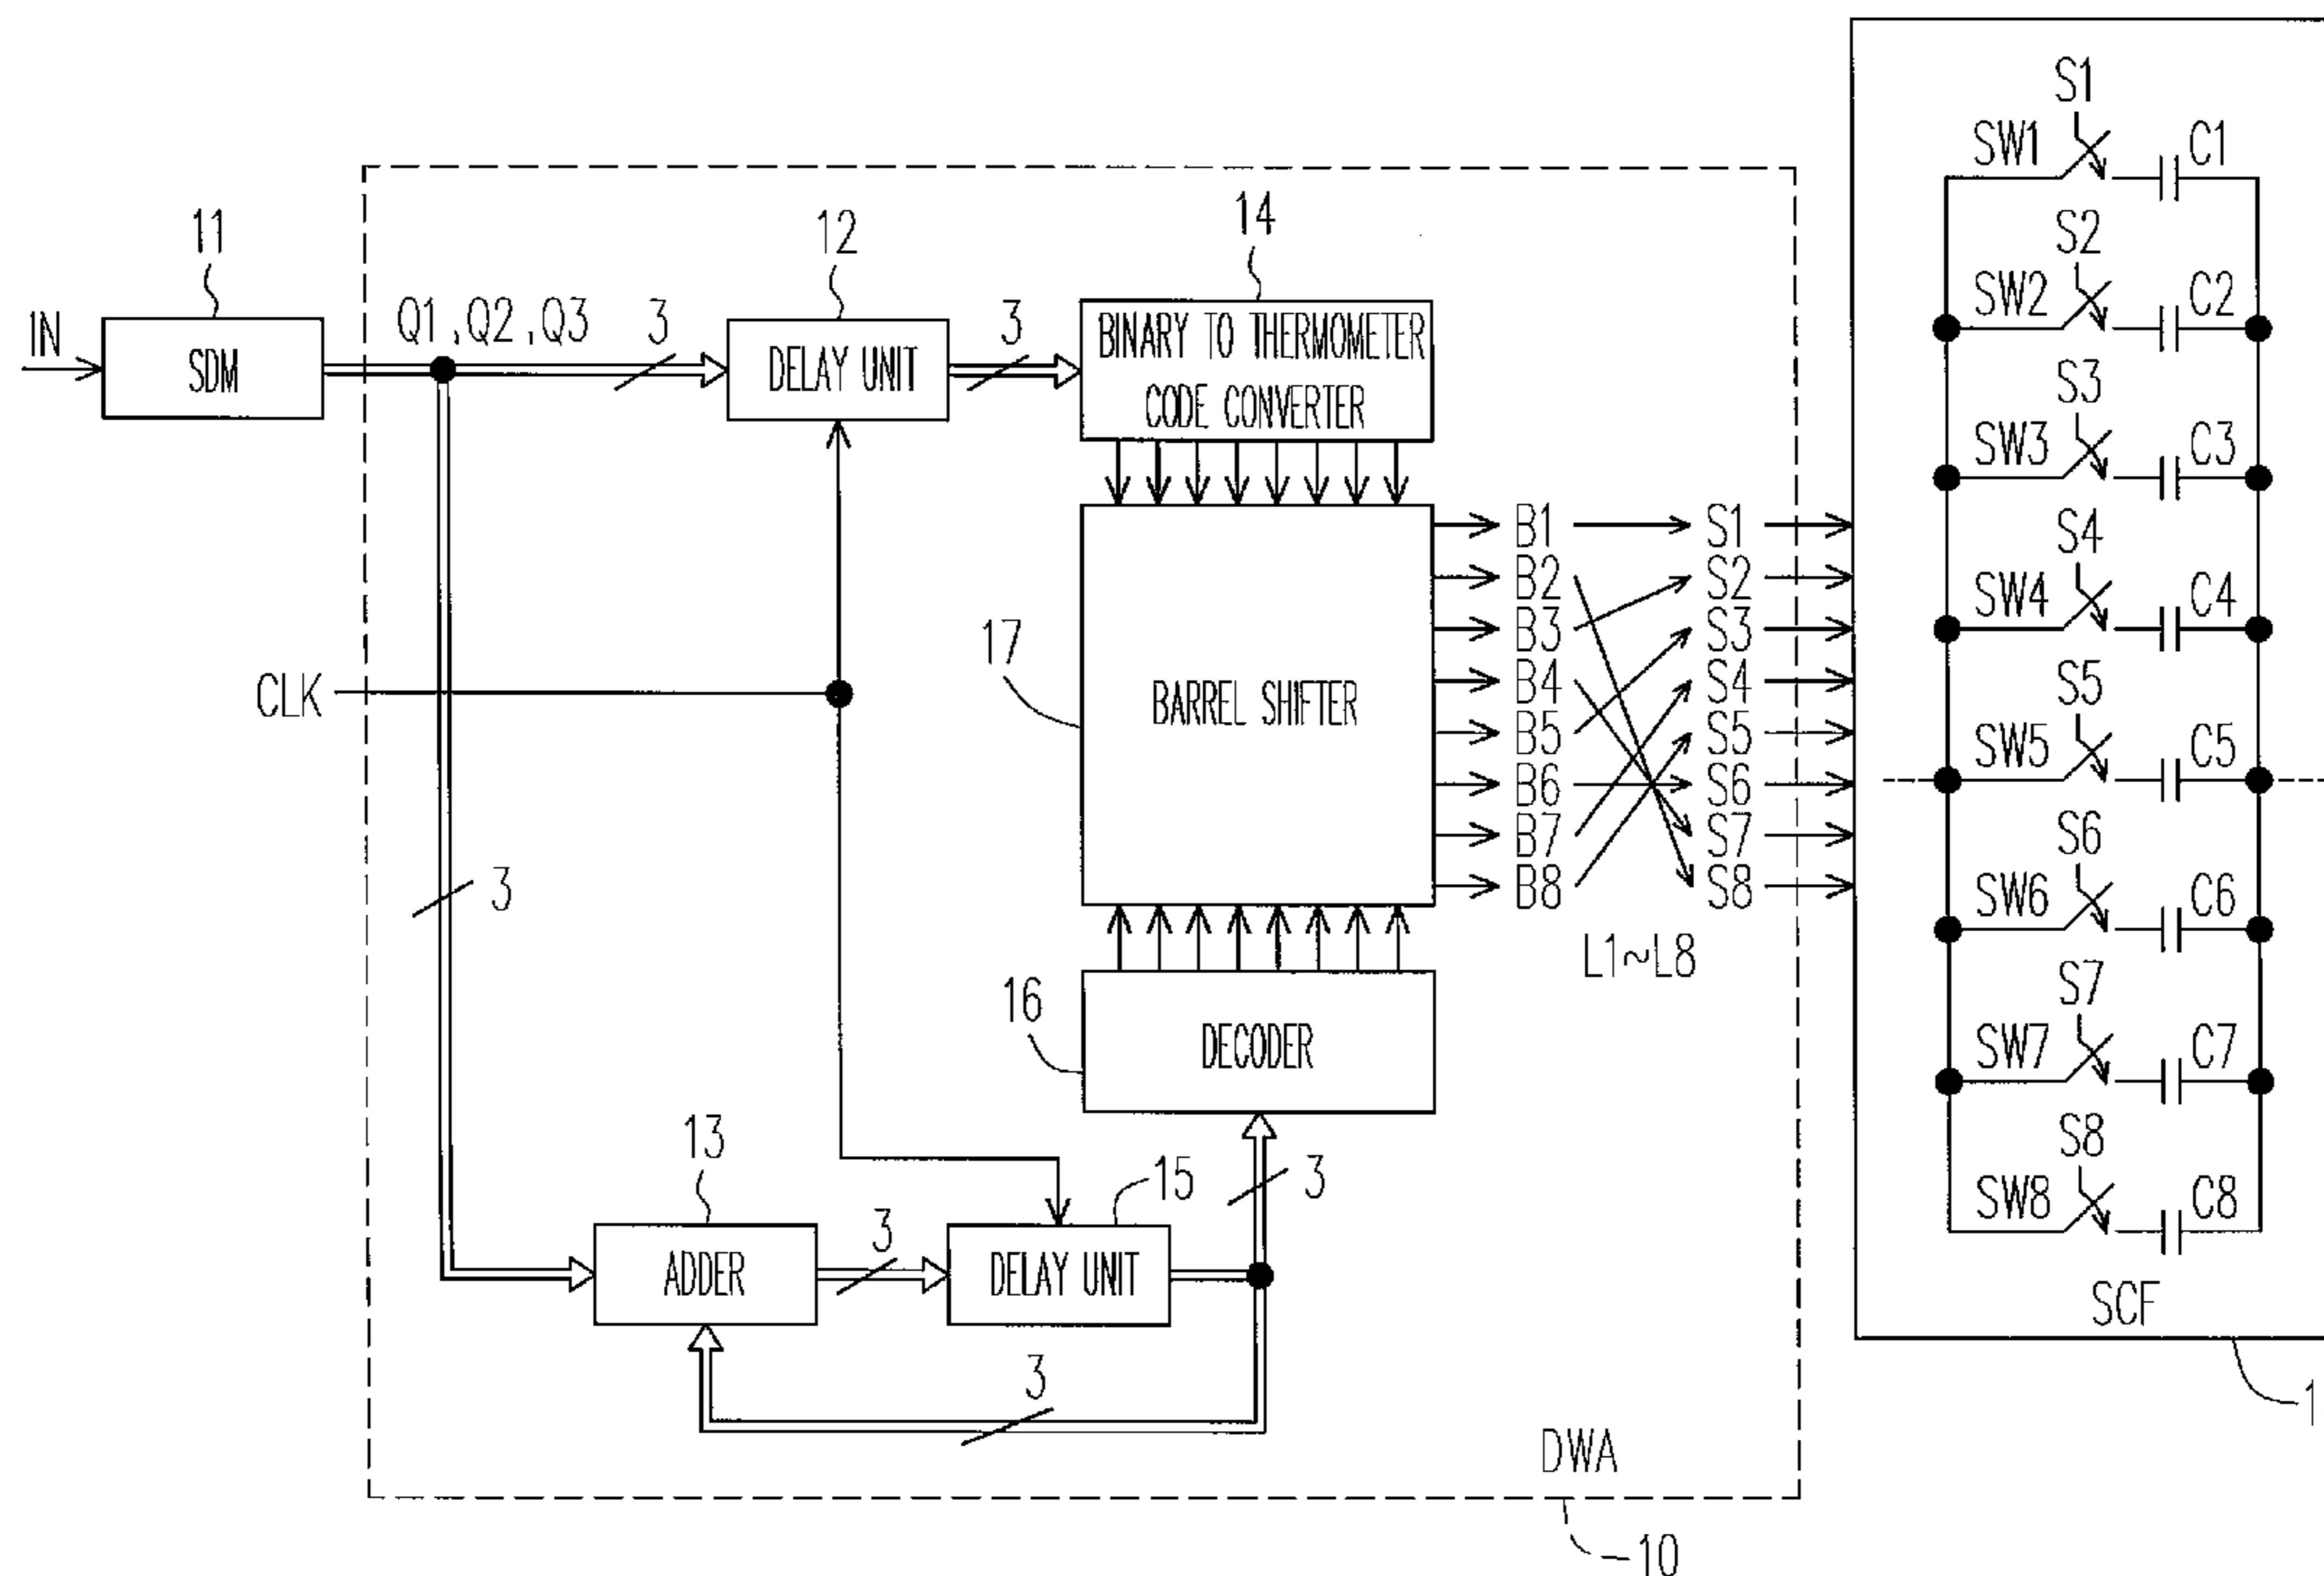 IN
11
SDM
Q1,Q2,Q3
3
12
DELAY UNIT
3
14
BINARY TO THERMOMETER
CODE CONVERTER
CLK
17
BARREL SHIFTER
B1
B2
B3
B4
B5
B6
B7
B8
S1
S2
S3
S4
S5
S6
S7
S8
L1~L8
3
16
DECODER
13
ADDER
3
15
DELAY UNIT
3
3
DWA
10
S1
SW1
C1
S2
SW2
C2
S3
SW3
C3
S4
SW4
C4
S5
SW5
C5
S6
SW6
C6
S7
SW7
C7
S8
SW8
C8
SCF
1